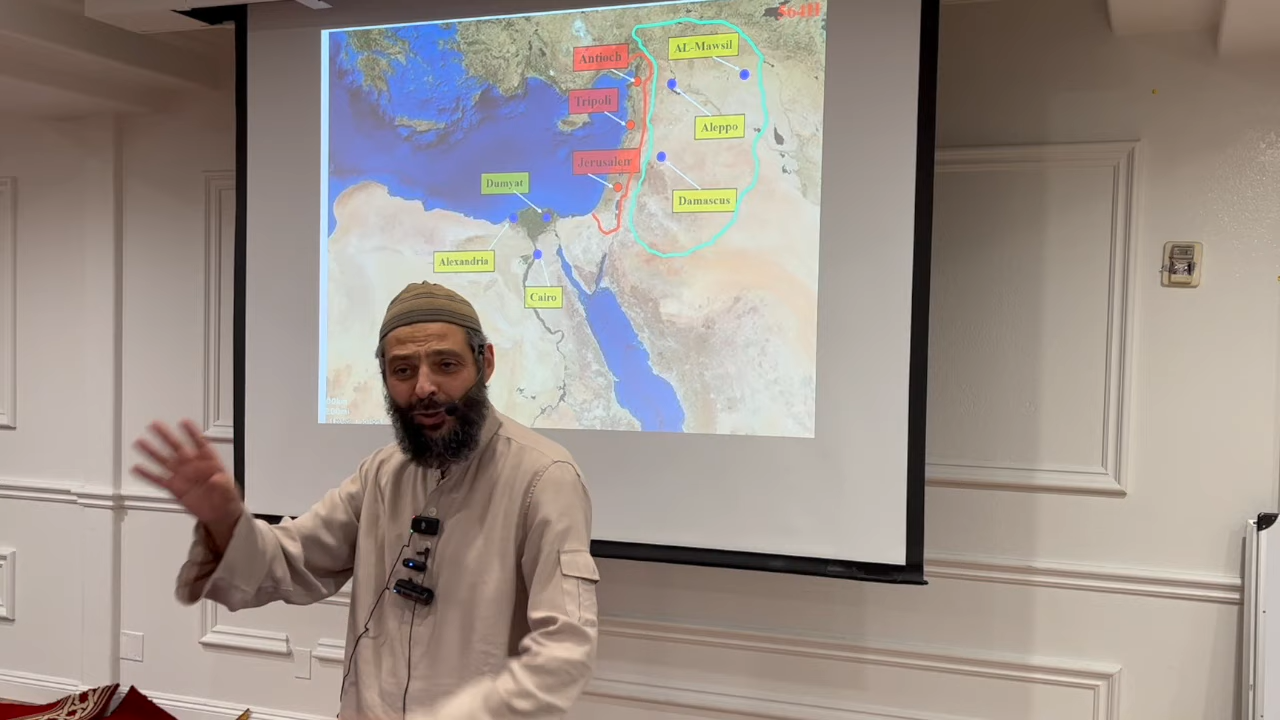 564H
AL-Mawsil
Antioch
Tripoli
Aleppo
Jerusalem
Dumyat
Damascus
Alexandria
Cairo